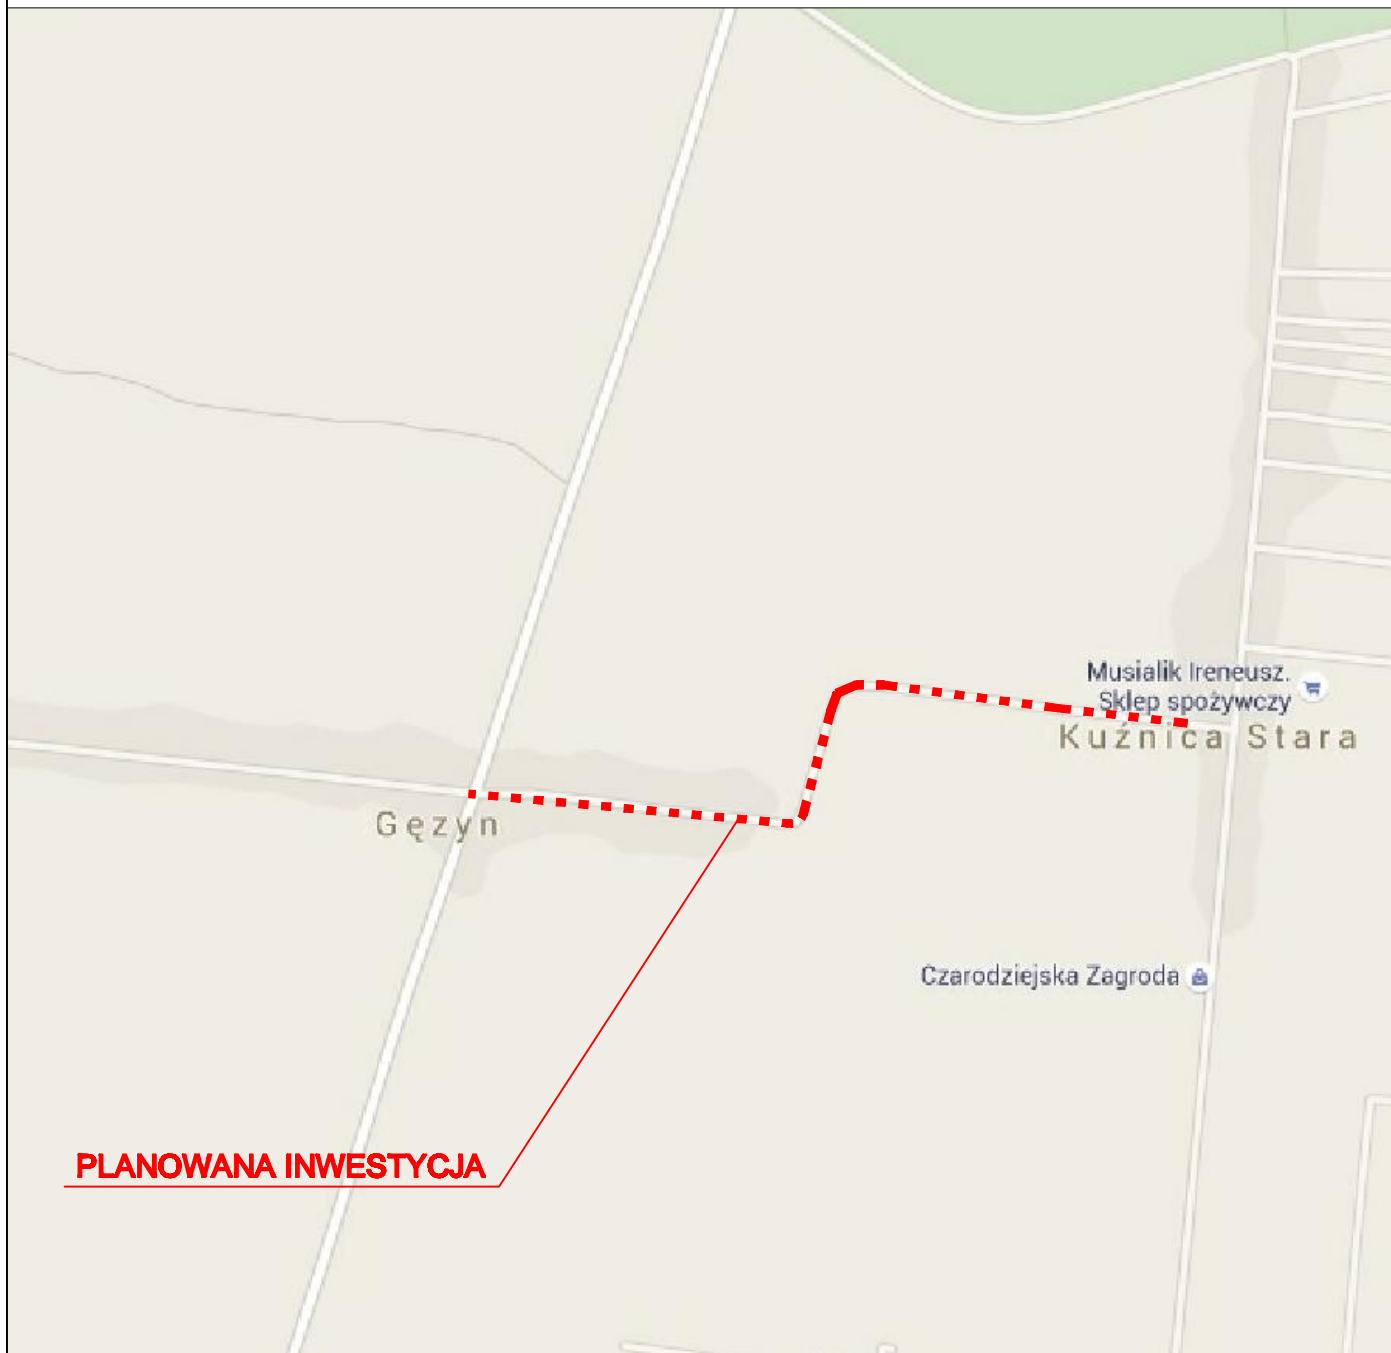 Musialik Ireneusz.
Sklep spożywczy
Kuźnica Stara
Gęzyn
Czarodziejska Zagroda
PLANOWANA INWESTYCJA